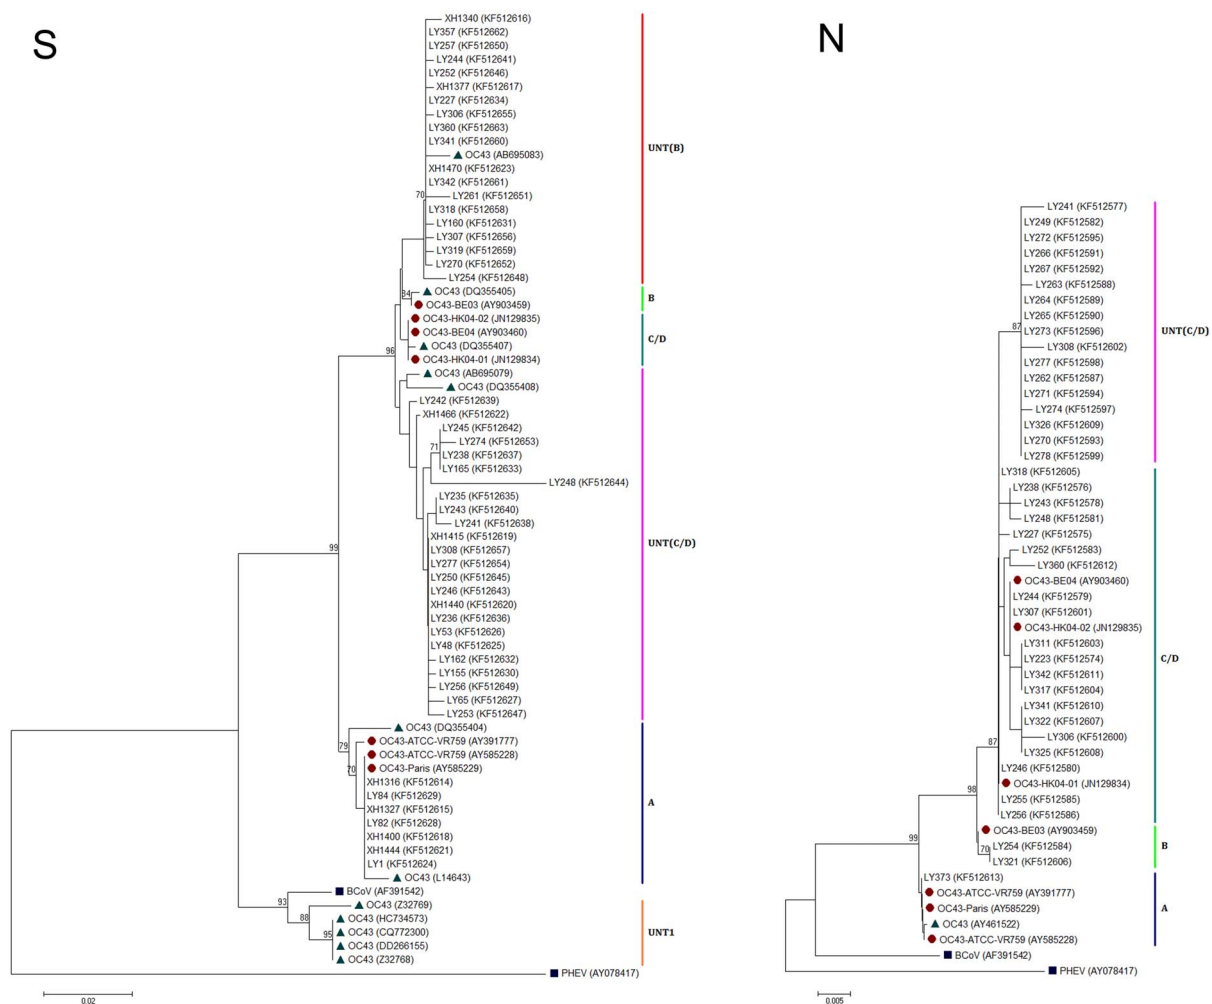 S
XH1340 (KF512616)
LY357 (KF512662)
LY257 (KF512650)
LY244 (KF512641)
LY252 (KF512646)
XH1377 (KF512617)
LY227 (KF512634)
LY306 (KF512655)
LY360 (KF512663)
LY341 (KF512660)
OC43 (AB695083)
XH1470 (KF512623)
LY342 (KF512661)
70
LY261 (KF512651)
LY318 (KF512658)
LY160 (KF512631)
LY307 (KF512656)
LY319 (KF512659)
LY270 (KF512652)
LY254 (KF512648)
UNT(B)
84
OC43 (DQ355405)
OC43-BE03 (AY903459)
B
OC43-HK04-02 (JN129835)
OC43-BE04 (AY903460)
OC43 (DQ355407)
OC43-HK04-01 (JN129834)
C/D
96
OC43 (AB695079)
OC43 (DQ355408)
LY242 (KF512639)
XH1466 (KF512622)
LY245 (KF512642)
LY274 (KF512653)
71
LY238 (KF512637)
LY165 (KF512633)
LY248 (KF512644)
LY235 (KF512635)
LY243 (KF512640)
LY241 (KF512638)
XH1415 (KF512619)
LY308 (KF512657)
LY277 (KF512654)
LY250 (KF512645)
LY246 (KF512643)
XH1440 (KF512620)
LY236 (KF512636)
LY53 (KF512626)
LY48 (KF512625)
LY162 (KF512632)
LY155 (KF512630)
LY256 (KF512649)
LY65 (KF512627)
LY253 (KF512647)
UNT(C/D)
99
79
OC43 (DQ355404)
OC43-ATCC-VR759 (AY391777)
OC43-ATCC-VR759 (AY585228)
70
OC43-Paris (AY585229)
XH1316 (KF512614)
LY84 (KF512629)
XH1327 (KF512615)
LY82 (KF512628)
XH1400 (KF512618)
XH1444 (KF512621)
LY1 (KF512624)
OC43 (L14643)
A
93
BCoV (AF391542)
88
OC43 (Z32769)
OC43 (HC734573)
OC43 (CQ772300)
95
OC43 (DD266155)
OC43 (Z32768)
UNT1
PHEV (AY078417)
0.02
N
LY241 (KF512577)
LY249 (KF512582)
LY272 (KF512595)
LY266 (KF512591)
LY267 (KF512592)
LY263 (KF512588)
LY264 (KF512589)
LY265 (KF512590)
87
LY273 (KF512596)
LY308 (KF512602)
LY277 (KF512598)
LY262 (KF512587)
LY271 (KF512594)
LY274 (KF512597)
LY326 (KF512609)
LY270 (KF512593)
LY278 (KF512599)
UNT(C/D)
LY318 (KF512605)
LY238 (KF512576)
LY243 (KF512578)
LY248 (KF512581)
LY227 (KF512575)
LY252 (KF512583)
LY360 (KF512612)
OC43-BE04 (AY903460)
LY244 (KF512579)
LY307 (KF512601)
OC43-HK04-02 (JN129835)
LY311 (KF512603)
LY223 (KF512574)
LY342 (KF512611)
LY317 (KF512604)
LY341 (KF512610)
LY322 (KF512607)
LY306 (KF512600)
LY325 (KF512608)
87
LY246 (KF512580)
OC43-HK04-01 (JN129834)
LY255 (KF512585)
LY256 (KF512586)
C/D
98
OC43-BE03 (AY903459)
70
LY254 (KF512584)
LY321 (KF512606)
B
99
LY373 (KF512613)
OC43-ATCC-VR759 (AY391777)
OC43-Paris (AY585229)
OC43 (AY461522)
OC43-ATCC-VR759 (AY585228)
A
BCoV (AF391542)
PHEV (AY078417)
0.005